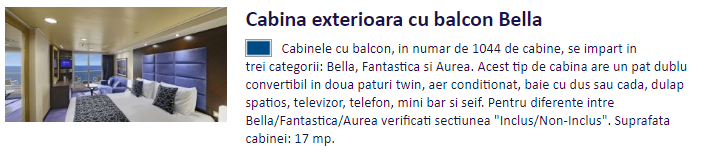 Cabina exterioara cu balcon Bella
Cabinele cu balcon, in numar de 1044 de cabine, se impart in
trei categorii: Bella, Fantastica si Aurea. Acest tip de cabina are un pat dublu
convertibil in doua paturi twin, aer conditionat, baie cu dus sau cada, dulap
spatios, televizor, telefon, mini bar si seif. Pentru diferente intre
Bella/Fantastica/Aurea verificati sectiunea "Inclus/Non-Inclus". Suprafata
cabinei: 17 mp.